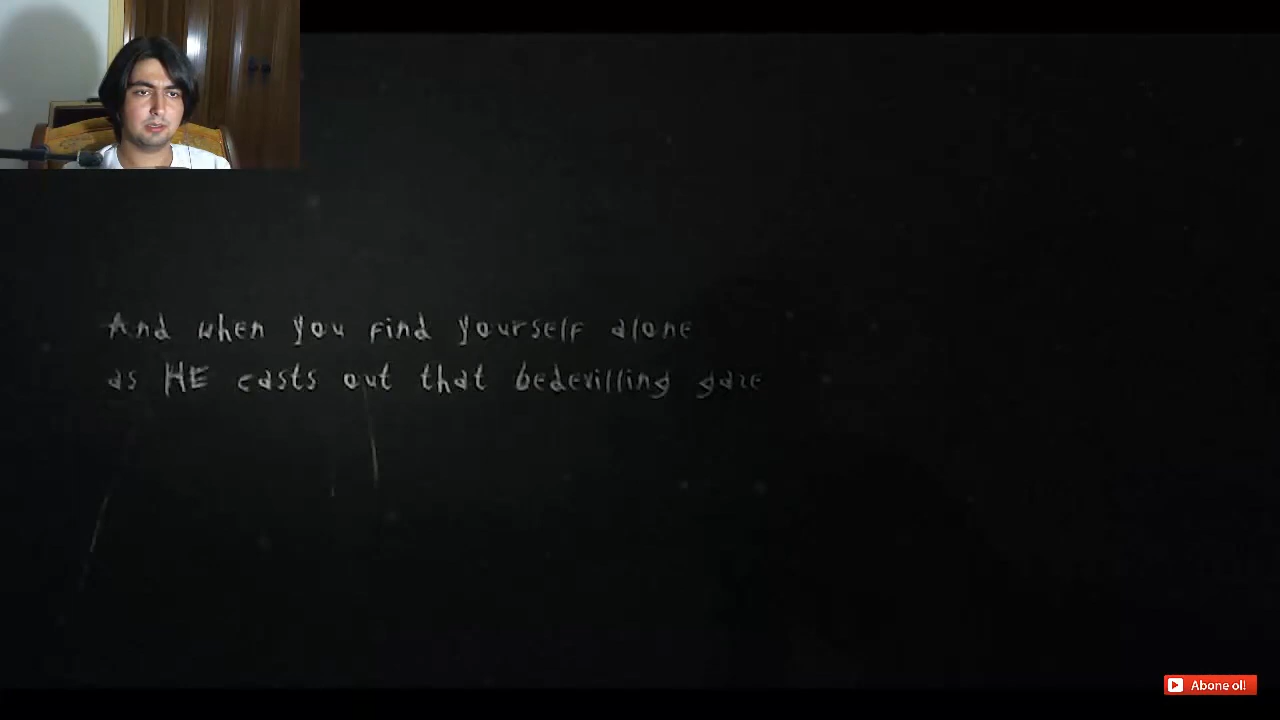 And when you find yourself alone
as HE casts out that bedevilling gaze
Abone ol!